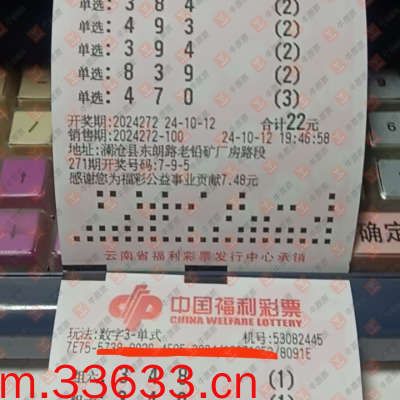 单选: 3 8 4 (2)
单选: 4 9 3 (2)
单选: 3 9 4 (2)
单选: 8 3 9 (2)
单选: 4 7 0 (3)
开奖期:2024272 24-10-12 合计22元
销售期:2024272-100 24-10-12 19:46:58
地址:澜沧县东朗路老铅矿厂房路段
271期开奖号码:7-9-5
感谢您为福彩公益事业贡献7.48元
云南省福利彩票发行中心承销
确定
中国福利彩票
CHINA WELFARE LOTTERY
玩法:数字3-单式 机号:53082445
/8091E
m.33633.cn
(1)